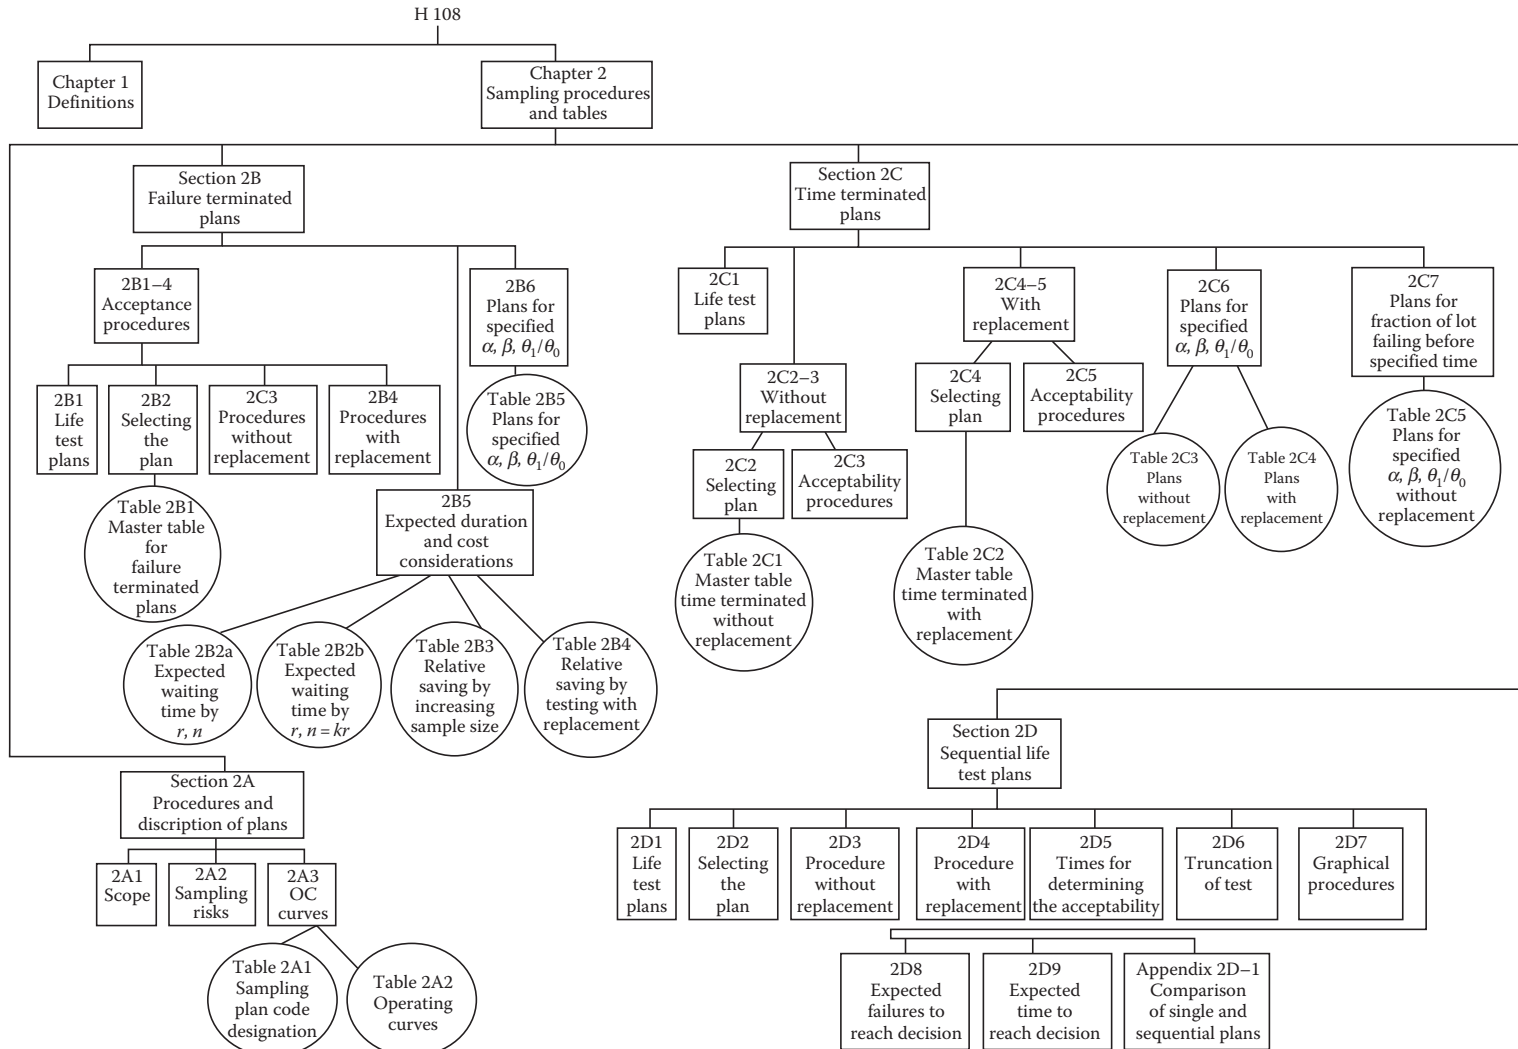 H 108
Chapter 1
Definitions
Chapter 2
Sampling procedures
and tables
Section 2B
Failure terminated
plans
Section 2C
Time terminated
plans
2B1–4
Acceptance
procedures
2B6
Plans for
specified
α, β, θ₁/θ₀
2C1
Life test
plans
2C4–5
With
replacement
2C6
Plans for
specified
α, β, θ₁/θ₀
2C7
Plans for
fraction of lot
failing before
specified time
2B1
Life
test
plans
2B2
Selecting
the
plan
2C3
Procedures
without
replacement
2B4
Procedures
with
replacement
Table 2B5
Plans for
specified
α, β, θ₁/θ₀
2C2–3
Without
replacement
2C4
Selecting
plan
2C5
Acceptability
procedures
Table 2C3
Plans
without
replacement
Table 2C4
Plans
with
replacement
Table 2C5
Plans for
specified
α, β, θ₁/θ₀
without
replacement
2C2
Selecting
plan
2C3
Acceptability
procedures
Table 2B1
Master table
for
failure
terminated
plans
2B5
Expected duration
and cost
considerations
Table 2C1
Master table
time terminated
without
replacement
Table 2C2
Master table
time terminated
with
replacement
Table 2B2a
Expected
waiting
time by
r, n
Table 2B2b
Expected
waiting
time by
r, n = kr
Table 2B3
Relative
saving by
increasing
sample size
Table 2B4
Relative
saving by
testing with
replacement
Section 2D
Sequential life
test plans
Section 2A
Procedures and
discription of plans
2A1
Scope
2A2
Sampling
risks
2A3
OC
curves
2D1
Life
test
plans
2D2
Selecting
the
plan
2D3
Procedure
without
replacement
2D4
Procedure
with
replacement
2D5
Times for
determining
the acceptability
2D6
Truncation
of test
2D7
Graphical
procedures
Table 2A1
Sampling
plan code
designation
Table 2A2
Operating
curves
2D8
Expected
failures to
reach decision
2D9
Expected
time to
reach decision
Appendix 2D–1
Comparison
of single and
sequential plans